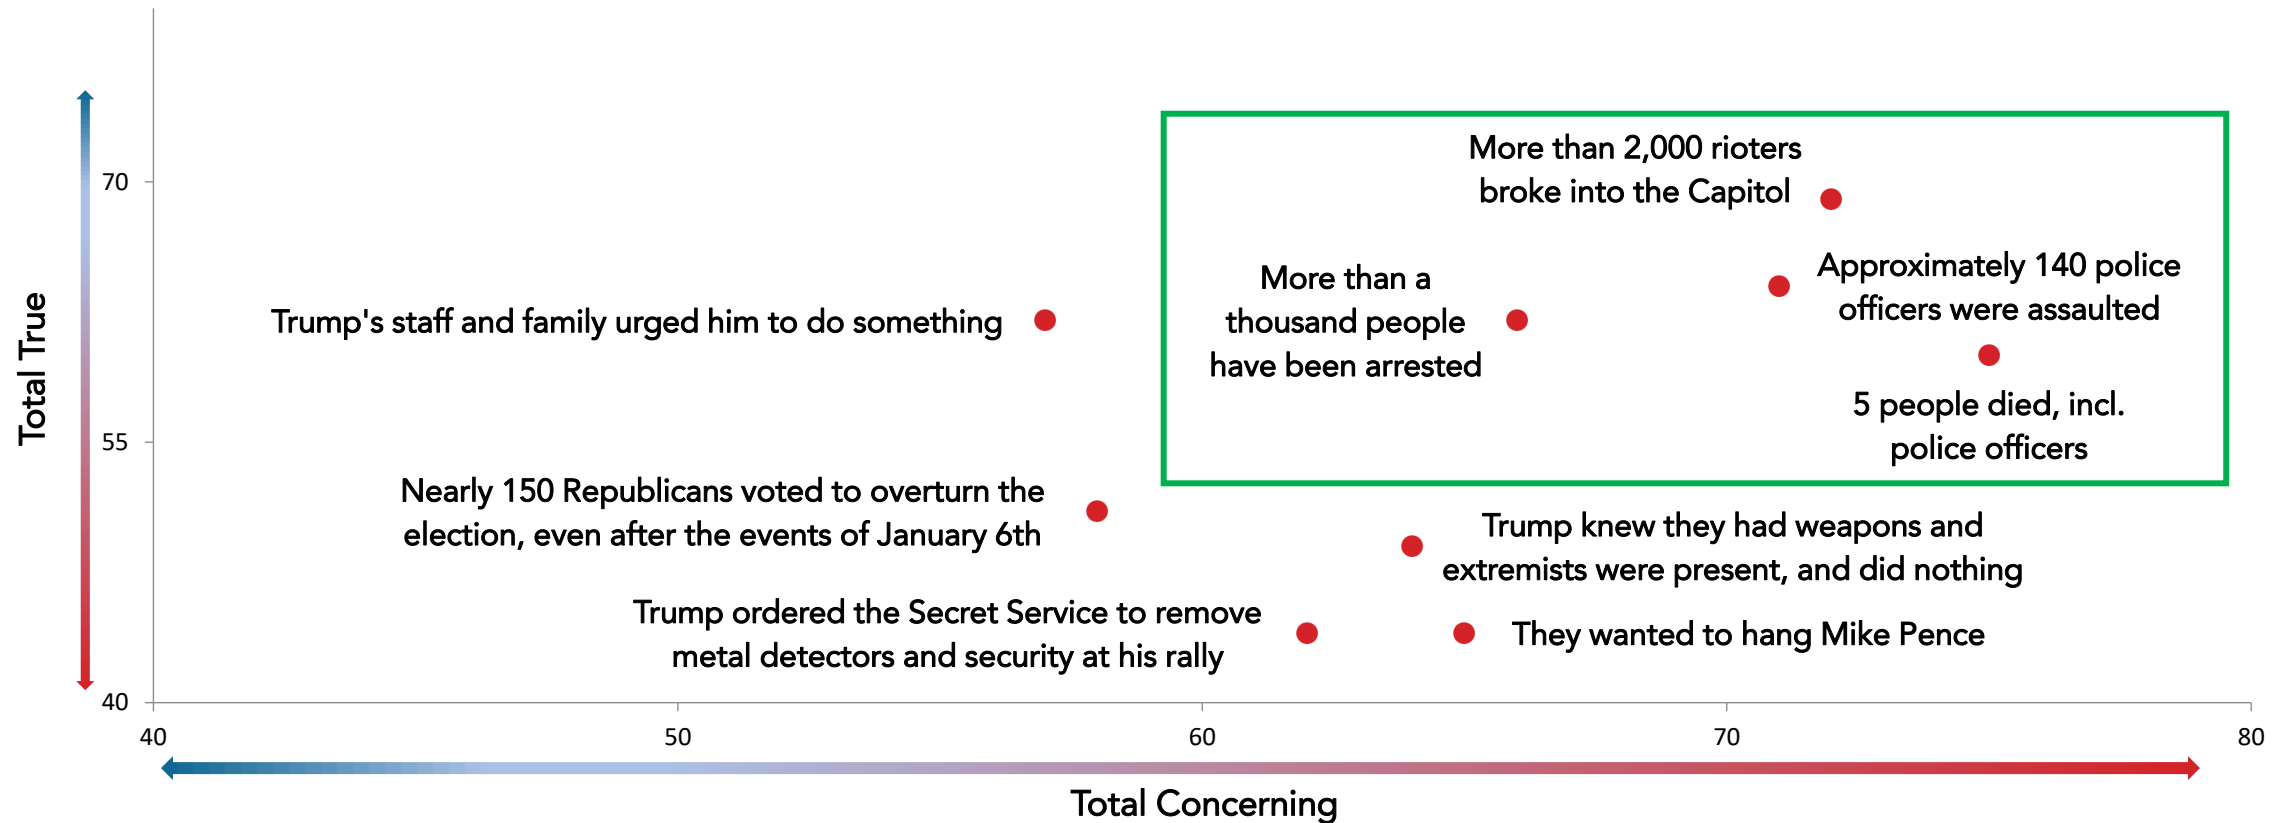 More than 2,000 rioters
broke into the Capitol
70
Approximately 140 police
officers were assaulted
More than a
thousand people
have been arrested
Trump's staff and family urged him to do something
Total True
5 people died, incl.
police officers
55
Nearly 150 Republicans voted to overturn the
election, even after the events of January 6th
Trump knew they had weapons and
extremists were present, and did nothing
Trump ordered the Secret Service to remove
metal detectors and security at his rally
They wanted to hang Mike Pence
40
40 50 60 70 80
Total Concerning